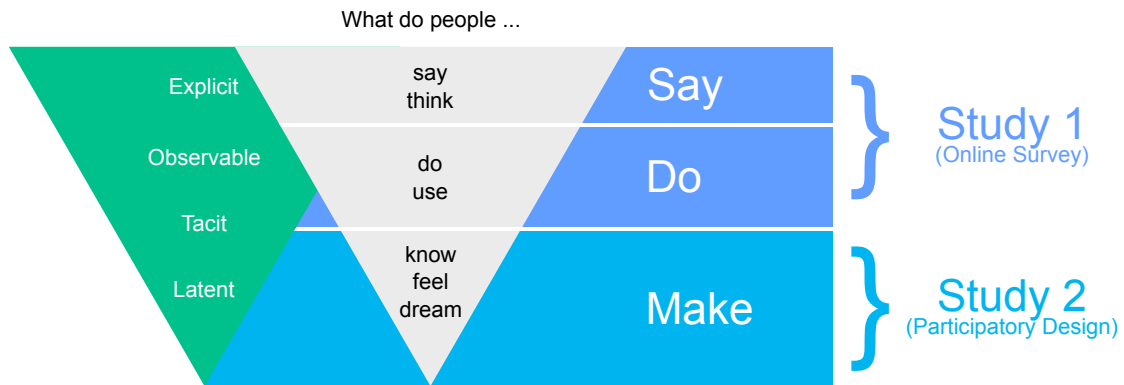 What do people ...
Explicit
Observable
Tacit
Latent
say
think
do
use
know
feel
dream
Say
Do
Make
Study 1
(Online Survey)
Study 2
(Participatory Design)